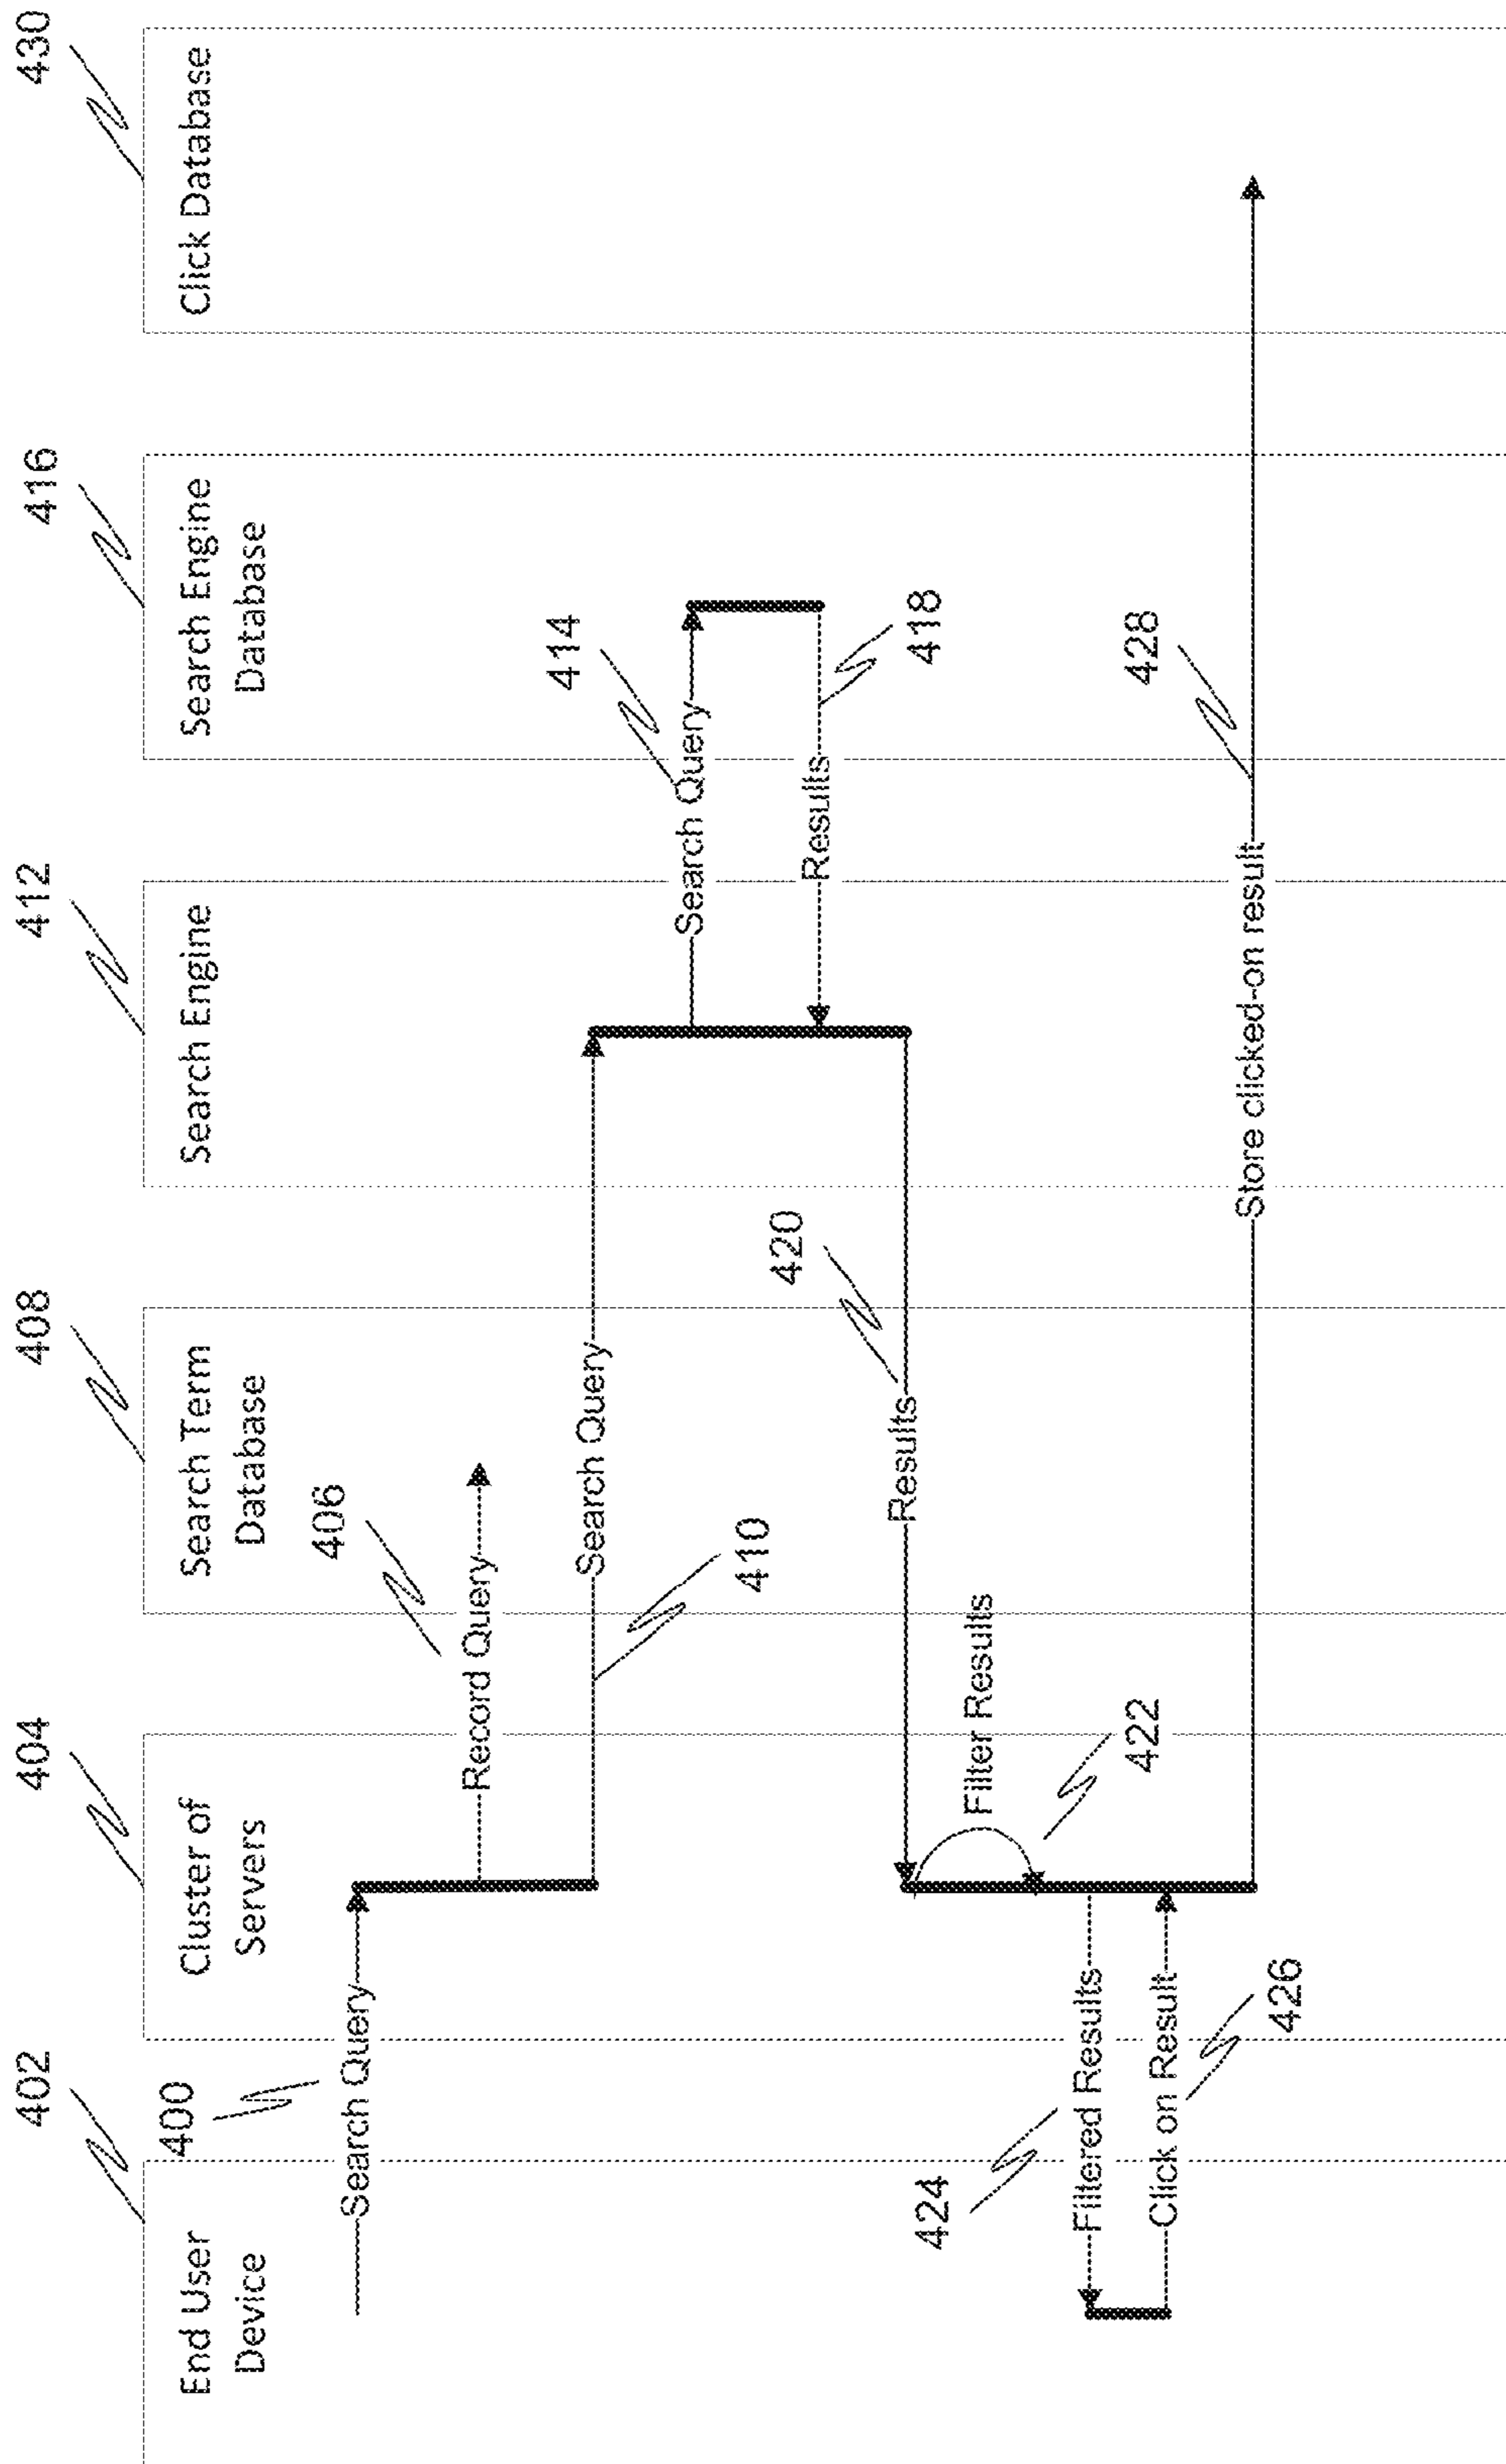 402
404
408
412
416
430
End User
Device
Cluster of
Servers
Search Term
Database
Search Engine
Search Engine
Database
Click Database
400
Search Query
406
Record Query
Search Query
410
414
Search Query
Results
418
420
Results
Filter Results
422
424
Filtered Results
Click on Result
426
428
Store clicked-on result